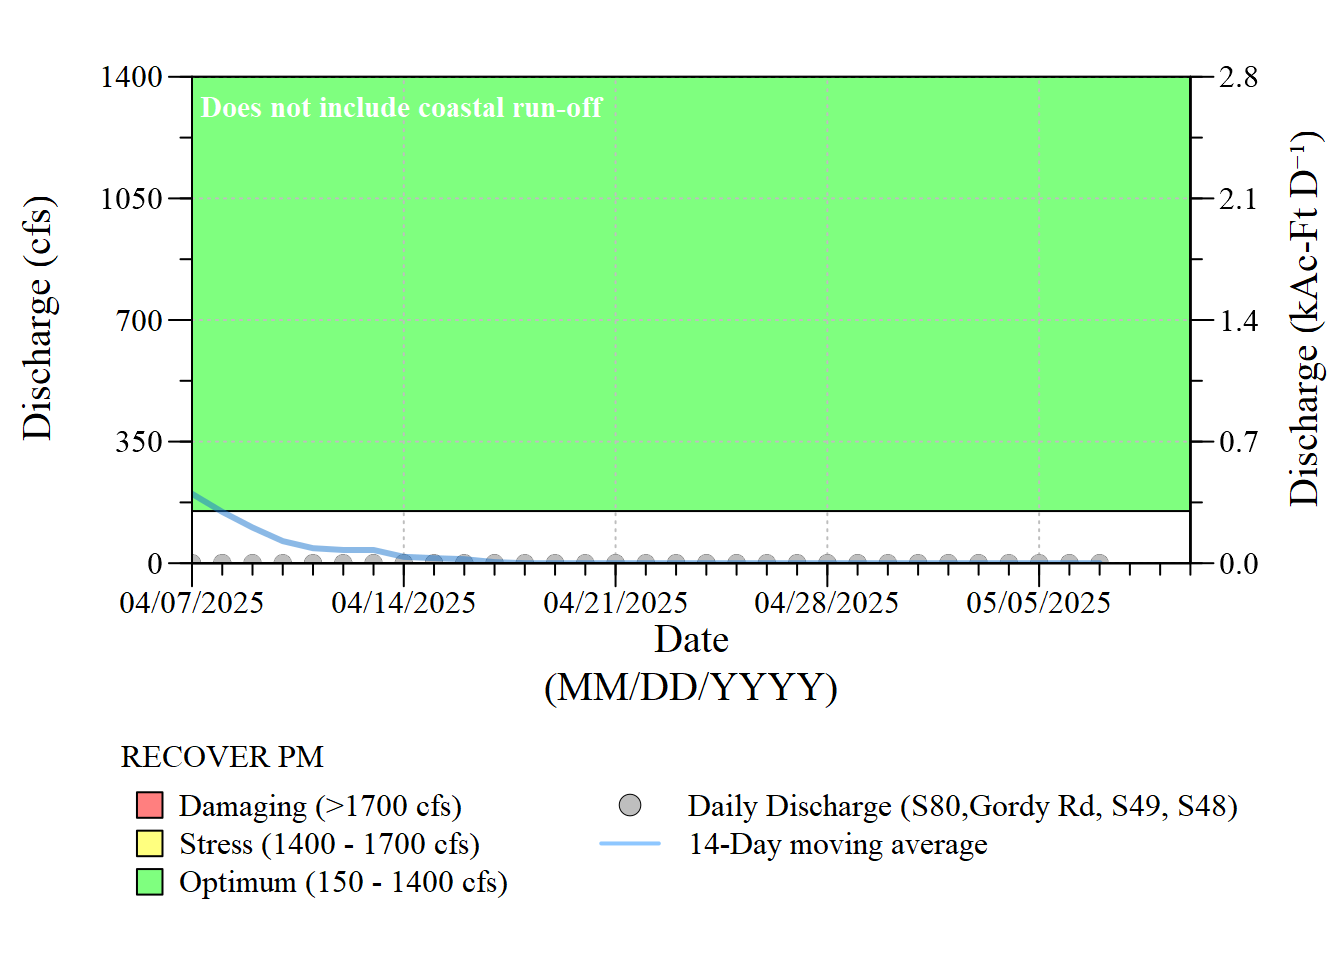 Does not include coastal run-off
1400
1050
700
350
0
Discharge (cfs)
2.8
2.1
1.4
0.7
0.0
Discharge (kAc-Ft D⁻¹)
04/07/2025 04/14/2025 04/21/2025 04/28/2025 05/05/2025
Date
(MM/DD/YYYY)
RECOVER PM
Damaging (>1700 cfs)
Stress (1400 - 1700 cfs)
Optimum (150 - 1400 cfs)
Daily Discharge (S80,Gordy Rd, S49, S48)
14-Day moving average